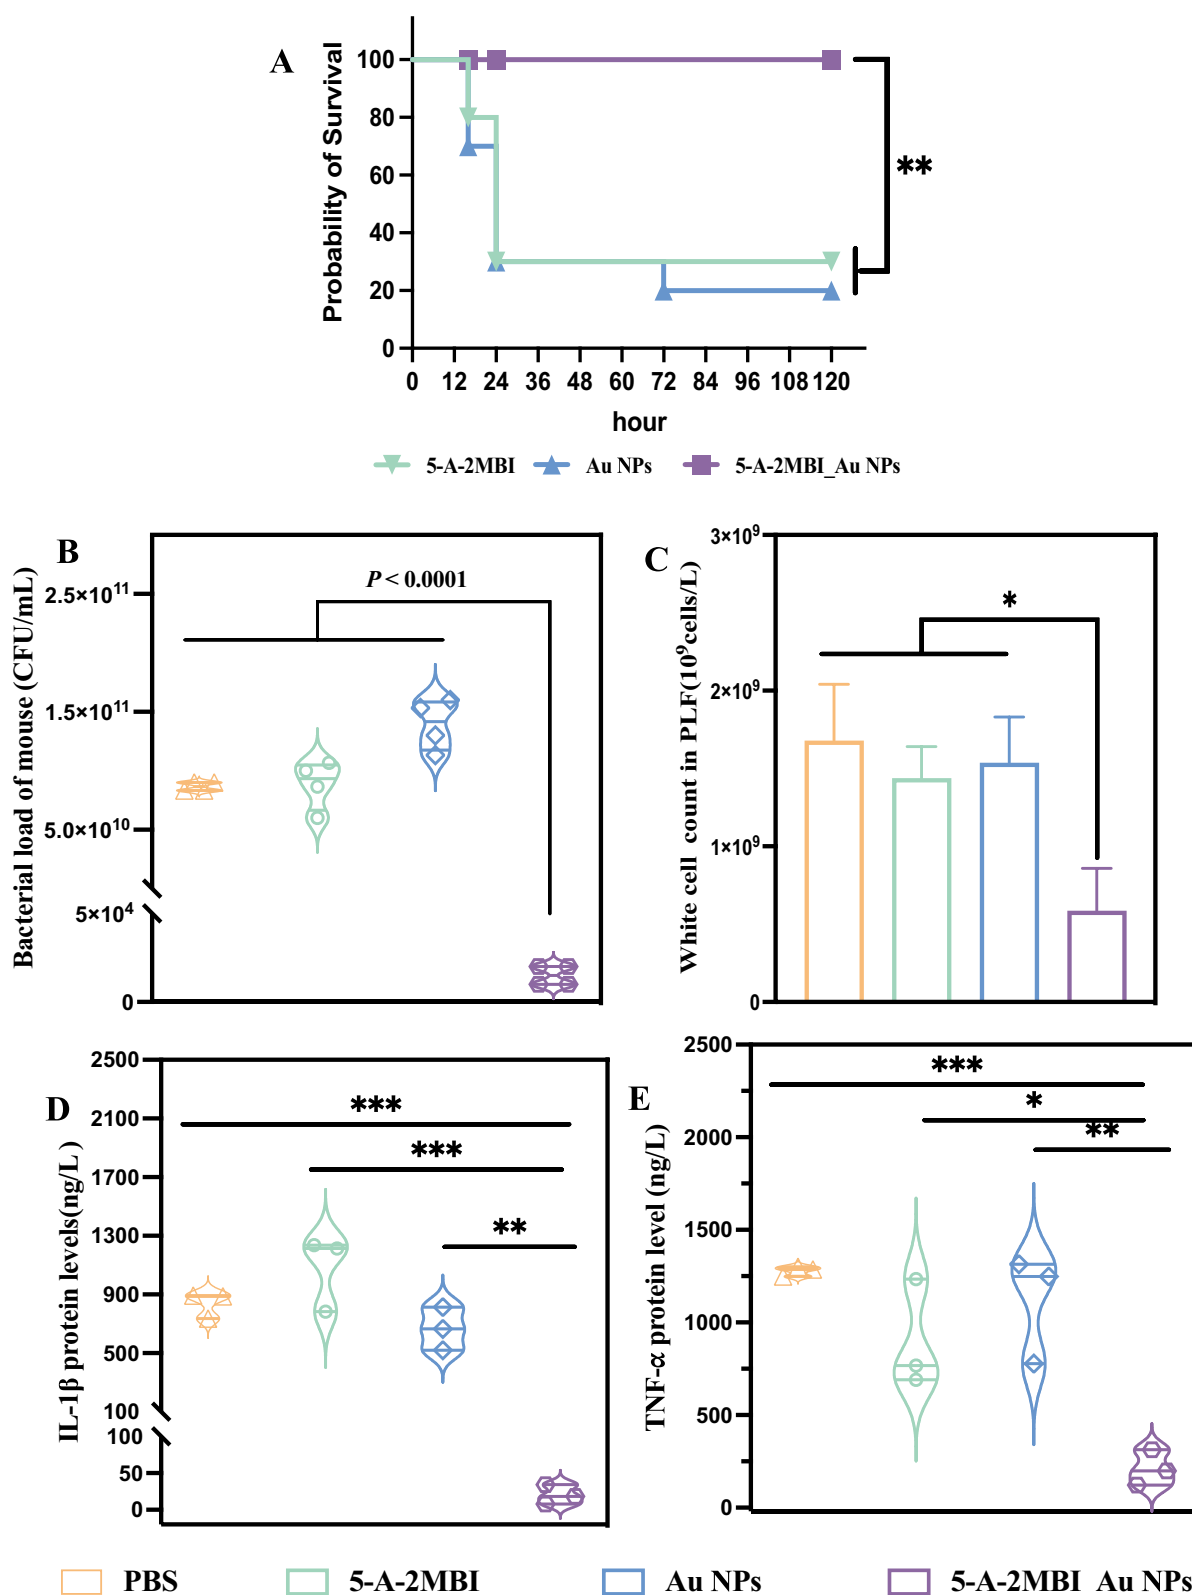 A
Probability of Survival
100
80
60
40
20
0
**
0 12 24 36 48 60 72 84 96 108 120
hour
5-A-2MBI Au NPs 5-A-2MBI_Au NPs
B
Bacterial load of mouse (CFU/mL)
2.5×10¹¹
1.5×10¹¹
5.0×10¹⁰
5×10⁴
0
P < 0.0001
C
White cell count in PLF(10⁹cells/L)
3×10⁹
2×10⁹
1×10⁹
0
*
D
IL-1β protein levels(ng/L )
2500
2100
1700
1300
900
500
100
100
50
0
***
***
**
E
TNF-α protein level (ng/L)
2500
2000
1500
1000
500
0
***
*
**
PBS 5-A-2MBI Au NPs 5-A-2MBI_Au NPs